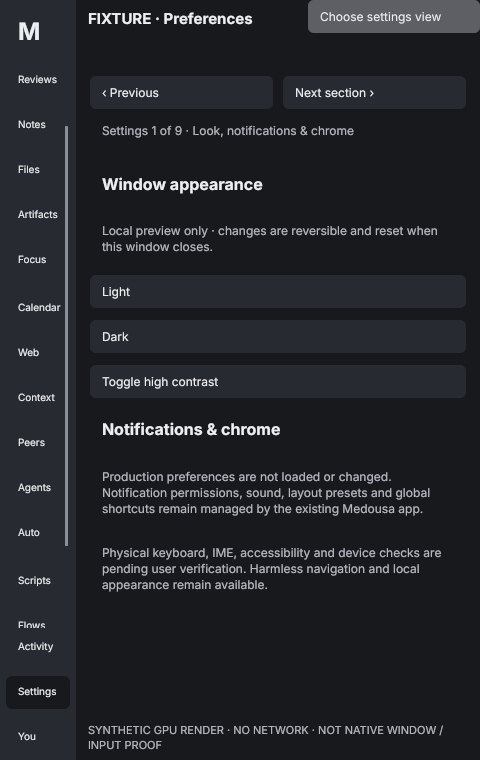 M
Reviews
Notes
Files
Artifacts
Focus
Calendar
Web
Context
Peers
Agents
Auto
Scripts
Flows
Activity
Settings
You
FIXTURE · Preferences
Choose settings view
‹ Previous
Next section ›
Settings 1 of 9 · Look, notifications & chrome
Window appearance
Local preview only · changes are reversible and reset when
this window closes.
Light
Dark
Toggle high contrast
Notifications & chrome
Production preferences are not loaded or changed.
Notification permissions, sound, layout presets and global
shortcuts remain managed by the existing Medousa app.
Physical keyboard, IME, accessibility and device checks are
pending user verification. Harmless navigation and local
appearance remain available.
SYNTHETIC GPU RENDER · NO NETWORK · NOT NATIVE WINDOW /
INPUT PROOF